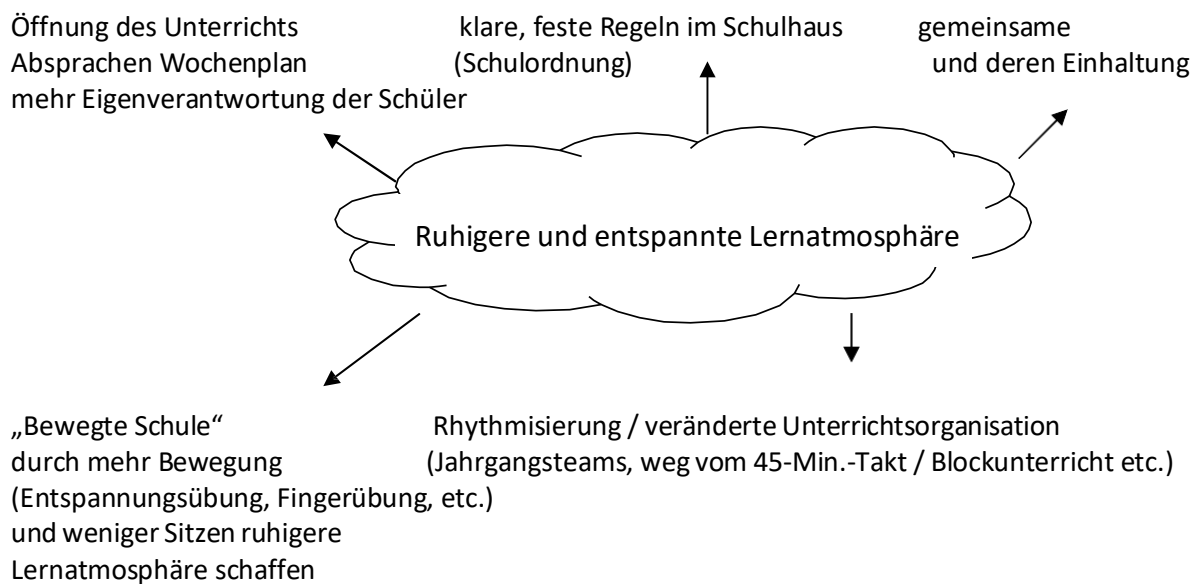 Öffnung des Unterrichts klare, feste Regeln im Schulhaus gemeinsame
Absprachen Wochenplan (Schulordnung) und deren Einhaltung
mehr Eigenverantwortung der Schüler
Ruhigere und entspannte Lernatmosphäre
„Bewegte Schule“ Rhythmisierung / veränderte Unterrichtsorganisation
durch mehr Bewegung (Jahrgangsteams, weg vom 45-Min.-Takt / Blockunterricht etc.)
(Entspannungsübung, Fingerübung, etc.)
und weniger Sitzen ruhigere
Lernatmosphäre schaffen